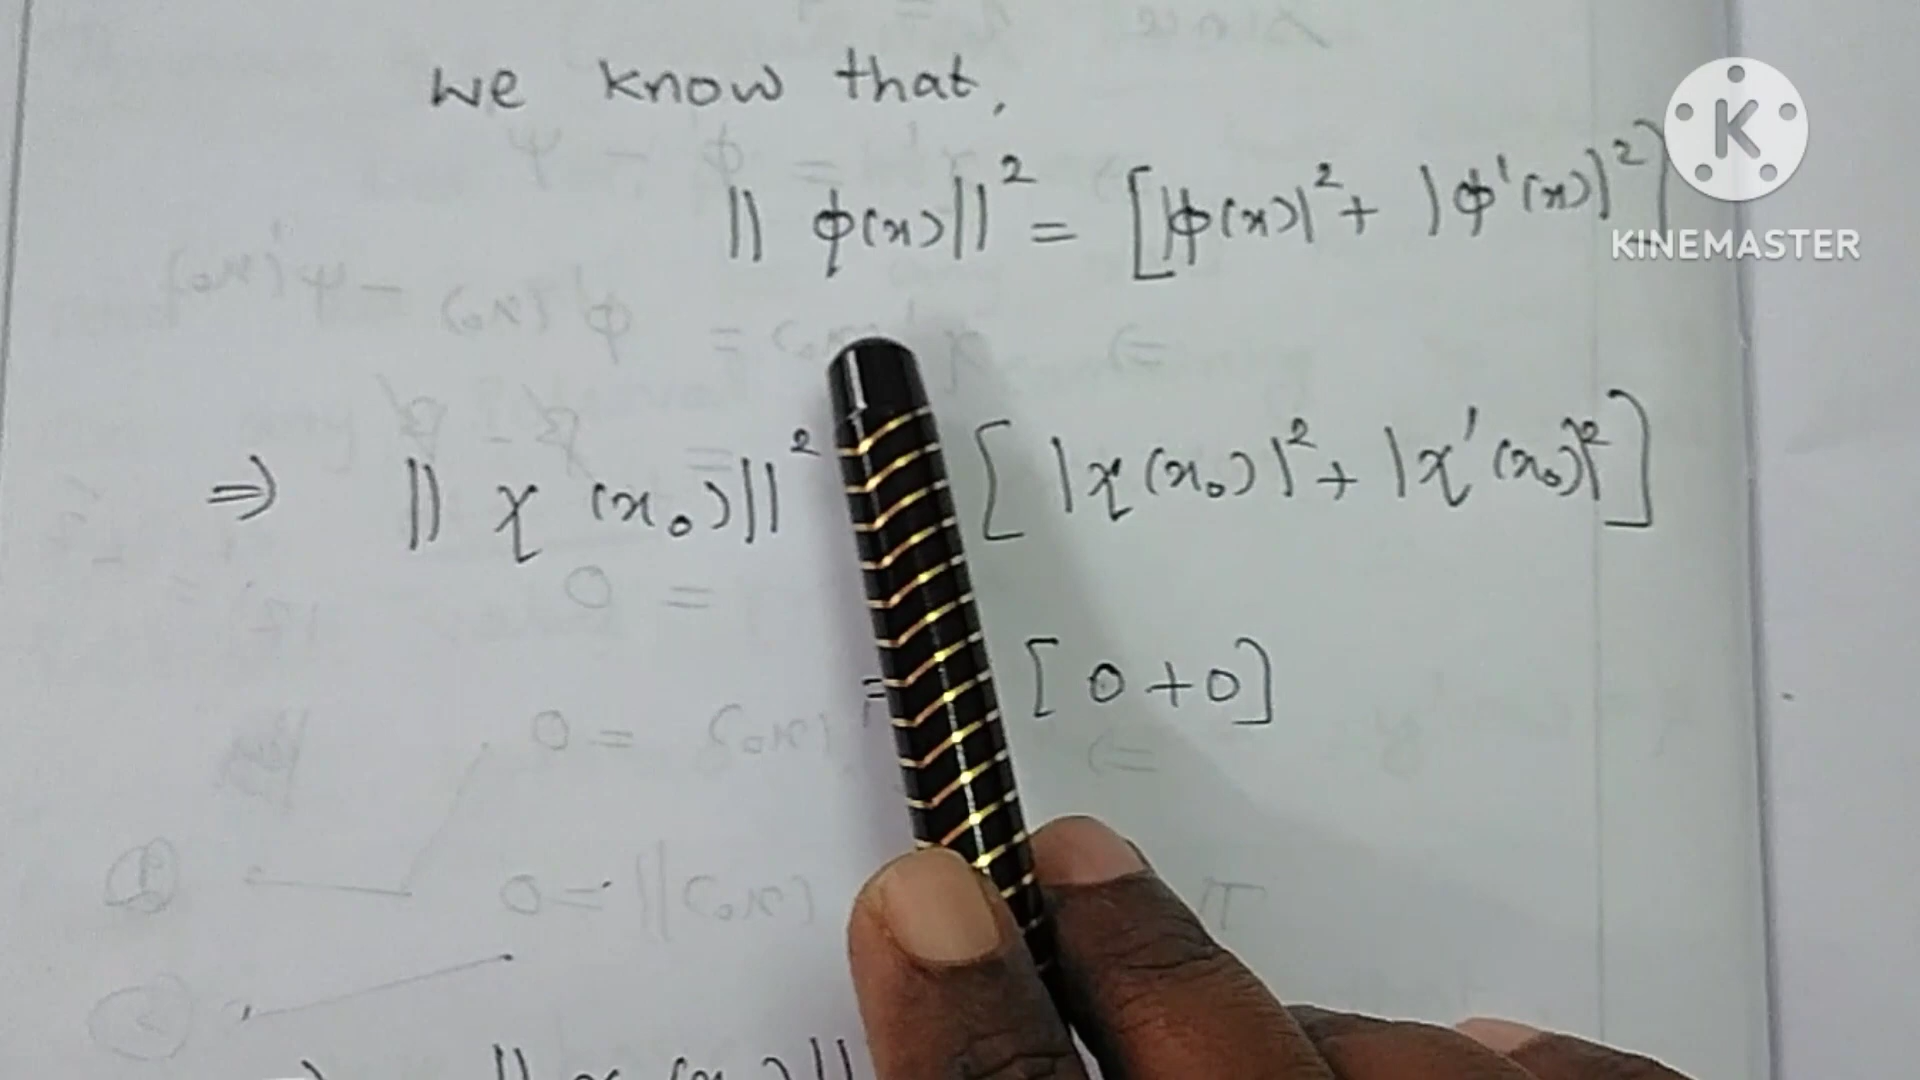 we know that,
|| ϕ(x)||² = [|ϕ(x)|² + |ϕ'(x)|²]
K
KINEMASTER
⇒ || χ (x₀)||² [ |χ(x₀)|² + |χ'(x₀)|² ]
= [0+0]